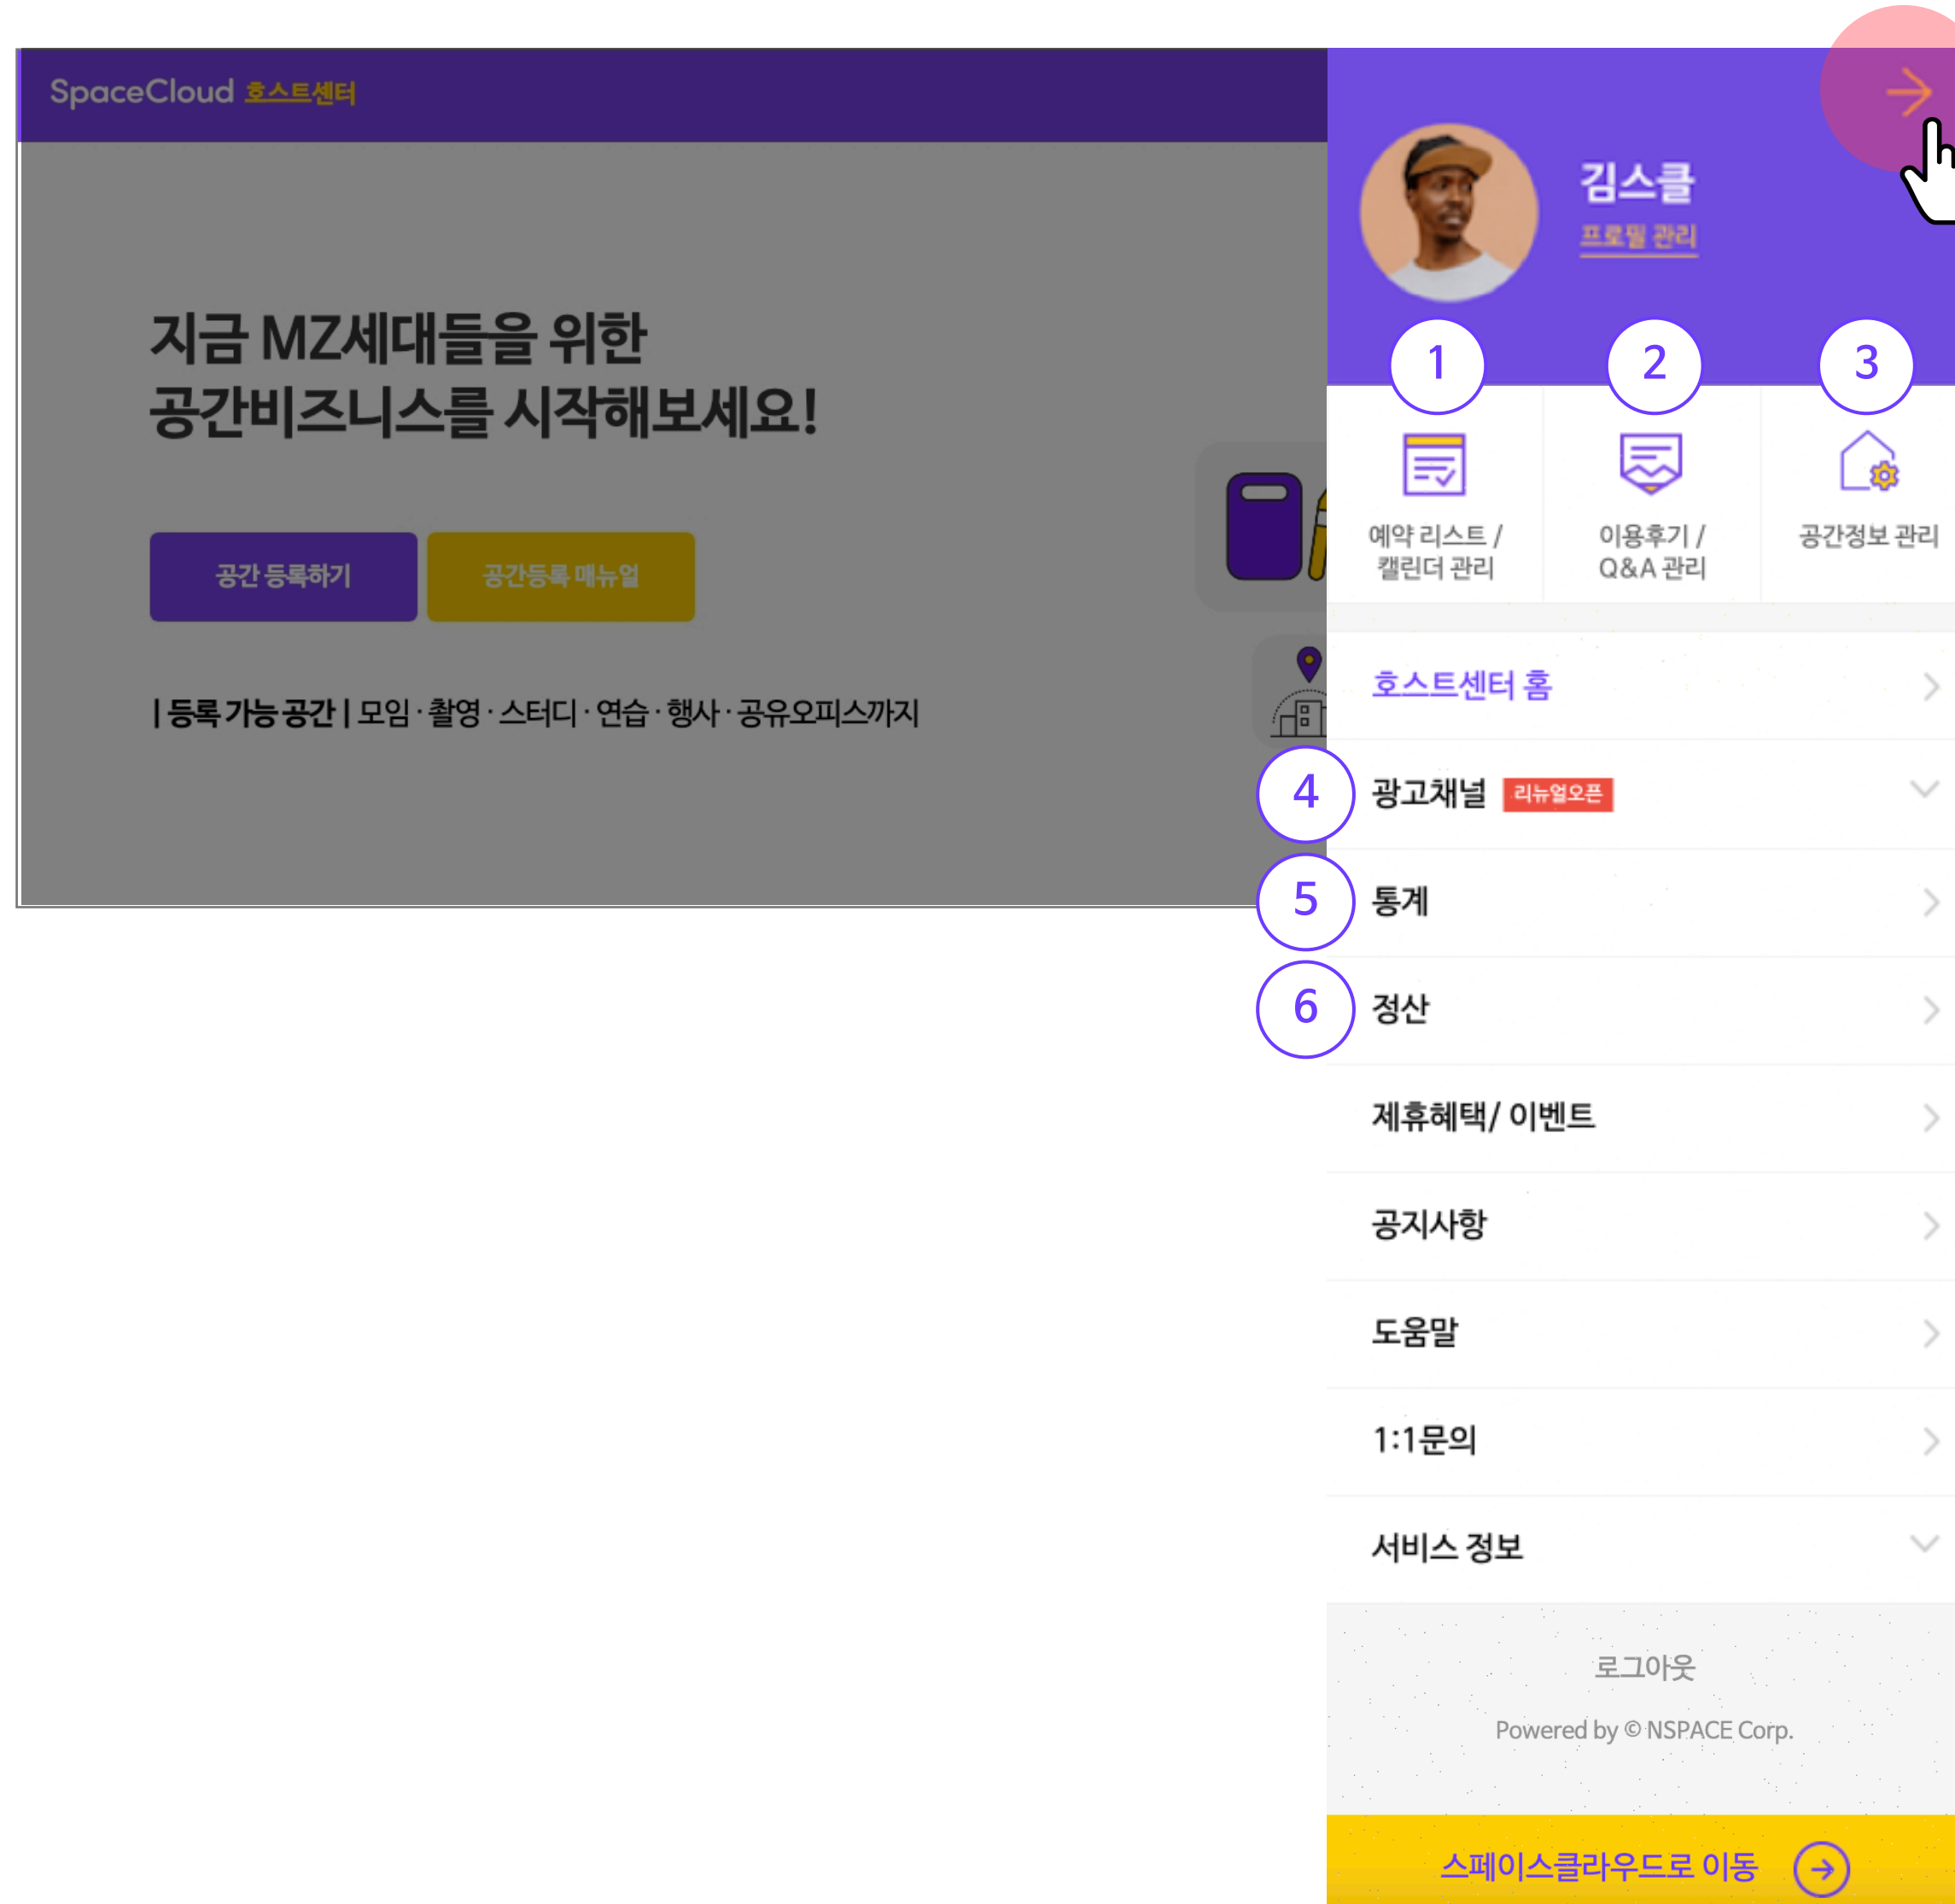 SpaceCloud 호스트센터
지금 MZ세대들을 위한
공간비즈니스를 시작해보세요!
공간 등록하기
공간등록 매뉴얼
| 등록 가능 공간 | 모임 · 촬영 · 스터디 · 연습 · 행사 · 공유오피스까지
김스클
프로필 관리
1
2
3
예약 리스트 /
캘린더 관리
이용후기 /
Q&A 관리
공간정보 관리
호스트센터 홈
4
광고채널 리뉴얼오픈
5
통계
6
정산
제휴혜택/ 이벤트
공지사항
도움말
1:1문의
서비스 정보
로그아웃
Powered by © NSPACE Corp.
스페이스클라우드로 이동